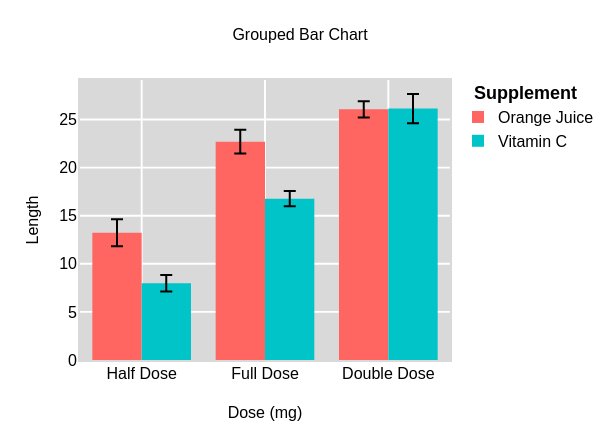 Grouped Bar Chart
Supplement
Orange Juice
Vitamin C
Length
25
20
15
10
5
0
Half Dose
Full Dose
Double Dose
Dose (mg)